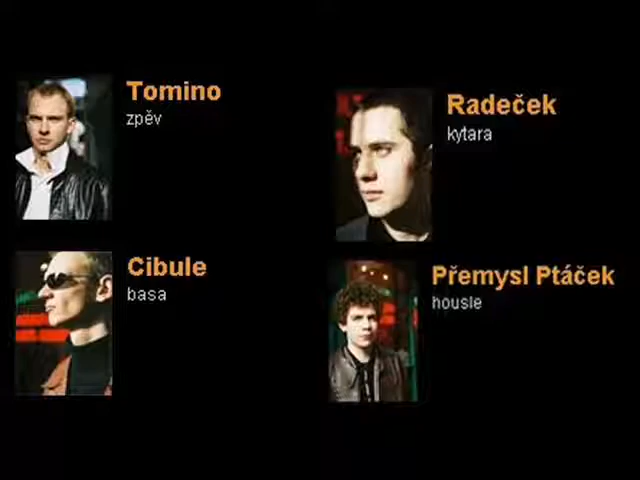 Tomino
zpěv
Radeček
kytara
Cibule
basa
Přemysl Ptáček
housle